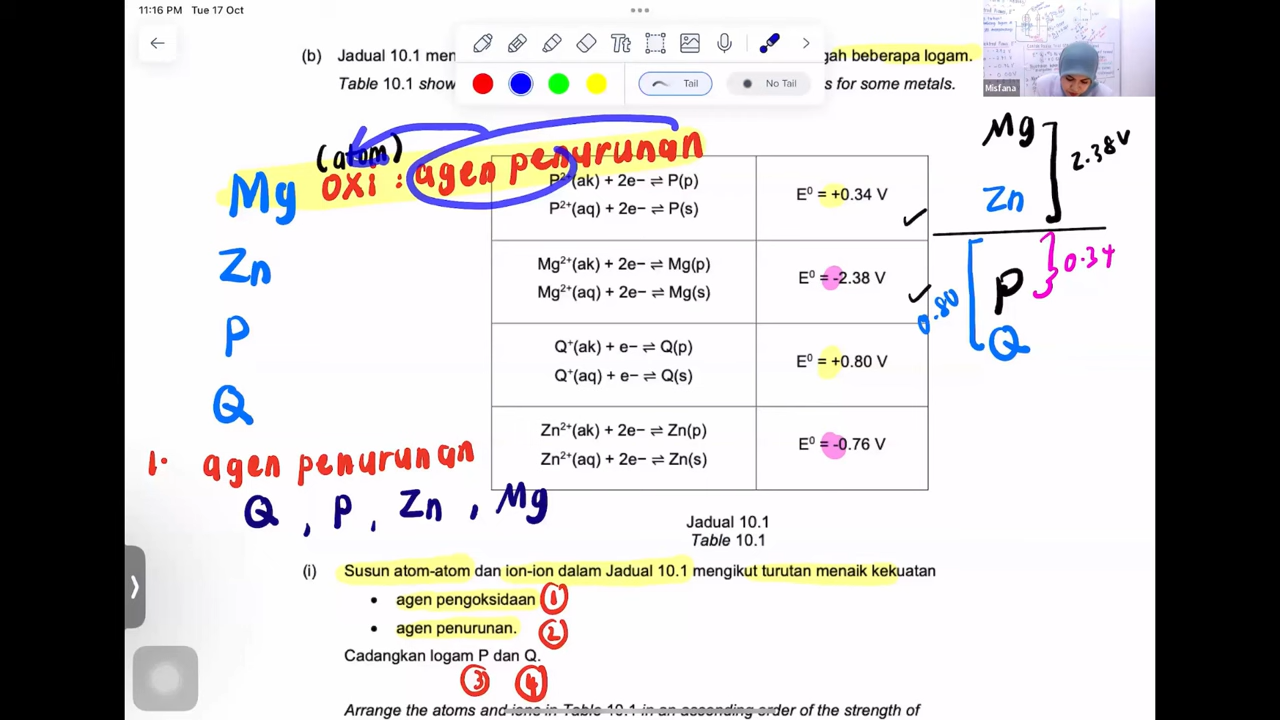 11:16 PM Tue 17 Oct
(b) Jadual 10.1 men gah beberapa logam.
Table 10.1 show s for some metals.
Tt
Tail
No Tail
Misfana
(atom)
Mg OXi : agen penurunan
Zn
P
Q
P²⁺(ak) + 2e− ⇌ P(p)
P²⁺(aq) + 2e− ⇌ P(s)
E⁰ = +0.34 V
Mg²⁺(ak) + 2e− ⇌ Mg(p)
Mg²⁺(aq) + 2e− ⇌ Mg(s)
E⁰ = -2.38 V
Q⁺(ak) + e− ⇌ Q(p)
Q⁺(aq) + e− ⇌ Q(s)
E⁰ = +0.80 V
Zn²⁺(ak) + 2e− ⇌ Zn(p)
Zn²⁺(aq) + 2e− ⇌ Zn(s)
E⁰ = -0.76 V
Mg
2.38V
Zn
P
0.34
0.80
Q
1. agen penurunan
Q , P , Zn , Mg
Jadual 10.1
Table 10.1
(i) Susun atom-atom dan ion-ion dalam Jadual 10.1 mengikut turutan menaik kekuatan
• agen pengoksidaan 1
• agen penurunan. 2
Cadangkan logam P dan Q.
3 4
Arrange the atoms and ions in Table 10.1 in an ascending order of the strength of